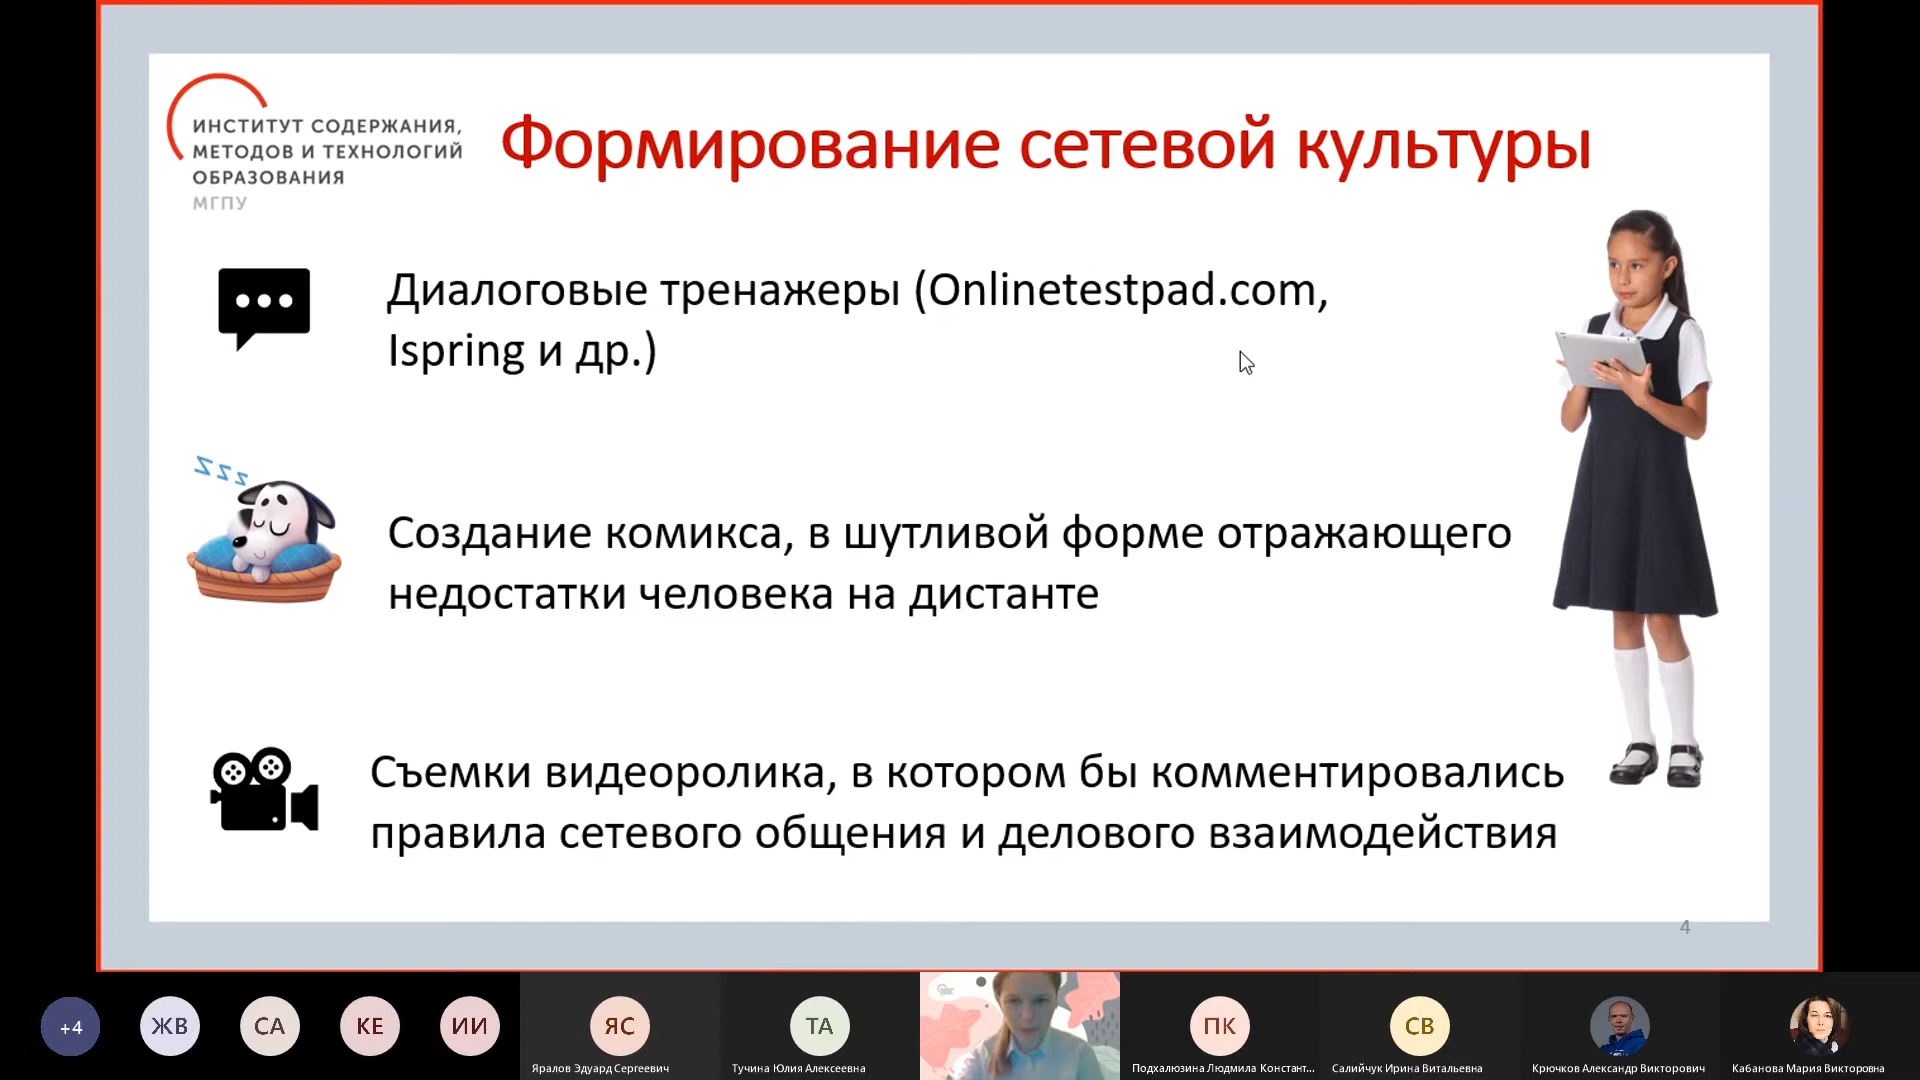 ИНСТИТУТ СОДЕРЖАНИЯ,
МЕТОДОВ И ТЕХНОЛОГИЙ
ОБРАЗОВАНИЯ
МГПУ
Формирование сетевой культуры
Диалоговые тренажеры (Onlinetestpad.com,
Ispring и др.)
zzz
Создание комикса, в шутливой форме отражающего
недостатки человека на дистанте
Съемки видеоролика, в котором бы комментировались
правила сетевого общения и делового взаимодействия
4
+4
ЖВ
СА
КЕ
ИИ
ЯС
Яралов Эдуард Сергеевич
ТА
Тучина Юлия Алексеевна
ПК
Подхалюзина Людмила Констант...
СВ
Салийчук Ирина Витальевна
Крючков Александр Викторович
Кабанова Мария Викторовна